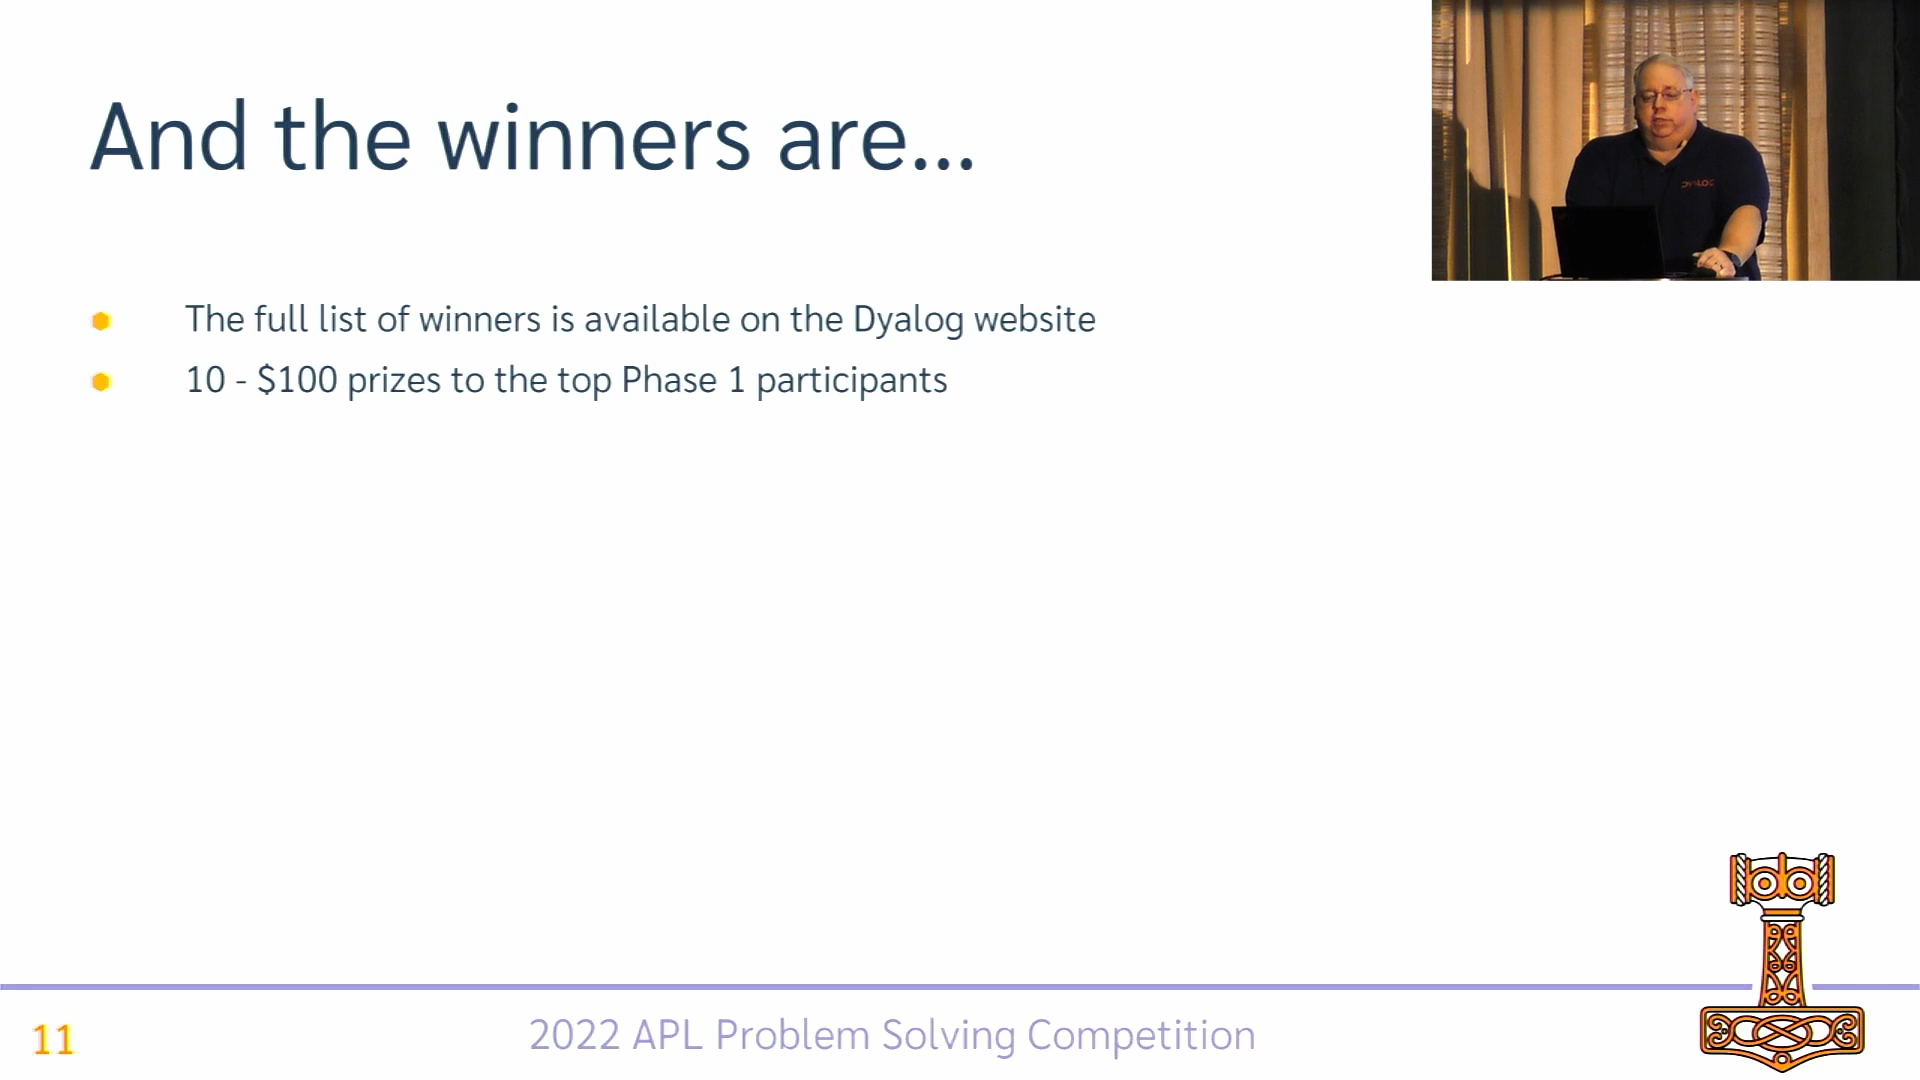 And the winners are...
The full list of winners is available on the Dyalog website
10 - $100 prizes to the top Phase 1 participants
DYALOG
11
2022 APL Problem Solving Competition